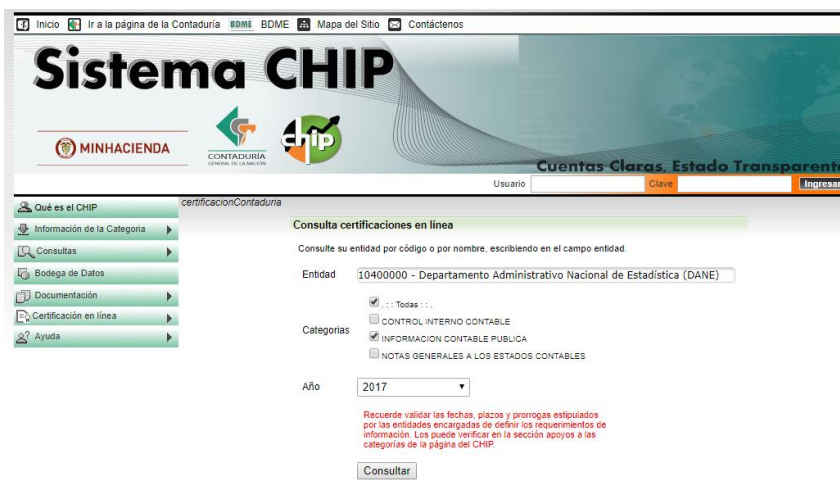 Inicio Ir a la página de la Contaduría BDME BDME Mapa del Sitio Contáctenos
Sistema CHIP
MINHACIENDA
CONTADURÍA
GENERAL DE LA NACIÓN
chip
Cuentas Claras, Estado Transparente
Usuario Clave Ingresar
Qué es el CHIP
Información de la Categoria
Consultas
Bodega de Datos
Documentación
Certificación en línea
Ayuda
certificacionContaduria
Consulta certificaciones en línea
Consulte su entidad por código o por nombre, escribiendo en el campo entidad.
Entidad 10400000 - Departamento Administrativo Nacional de Estadística (DANE)
Categorias
. : : Todas : : .
CONTROL INTERNO CONTABLE
INFORMACION CONTABLE PUBLICA
NOTAS GENERALES A LOS ESTADOS CONTABLES
Año 2017
Recuerde validar las fechas, plazos y prorrogas estipulados
por las entidades encargadas de definir los requerimientos de
información. Los puede verificar en la sección apoyos a las
categorías de la página del CHIP.
Consultar